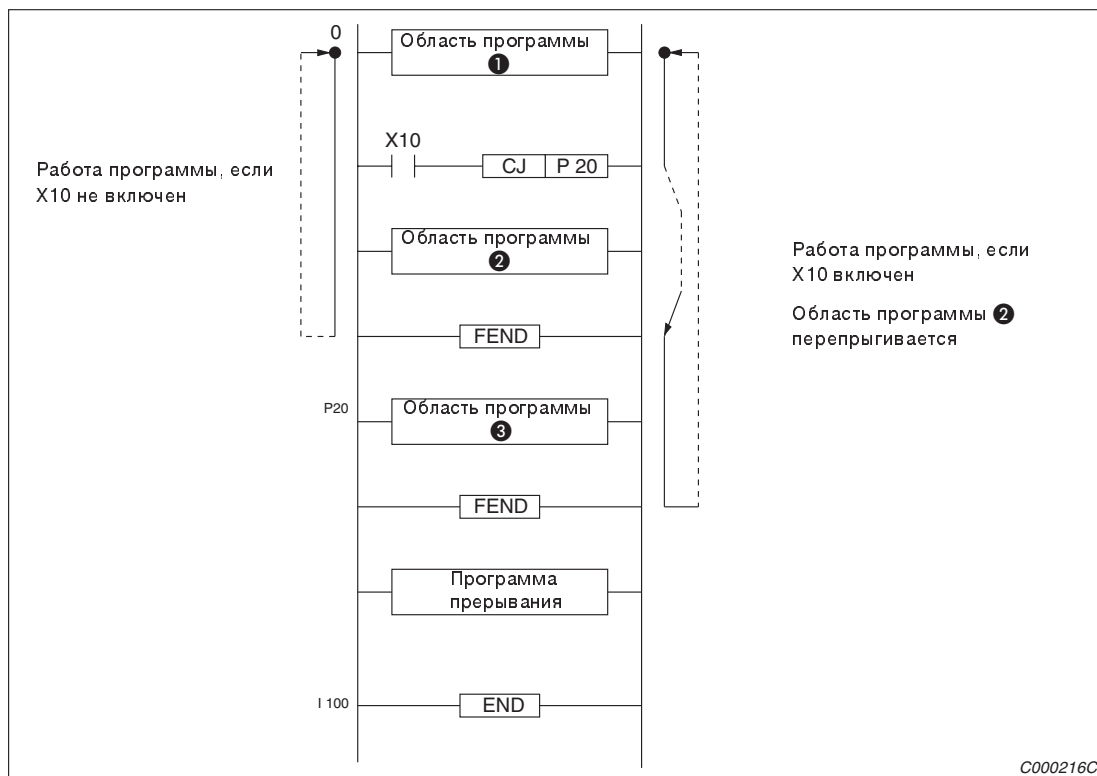 0
Область программы
❶
X10
CJ P 20
Работа программы, если
X10 не включен
Область программы
❷
Работа программы, если
X10 включен
Область программы ❷
перепрыгивается
FEND
P20
Область программы
❸
FEND
Программа
прерывания
I 100
END
C000216C